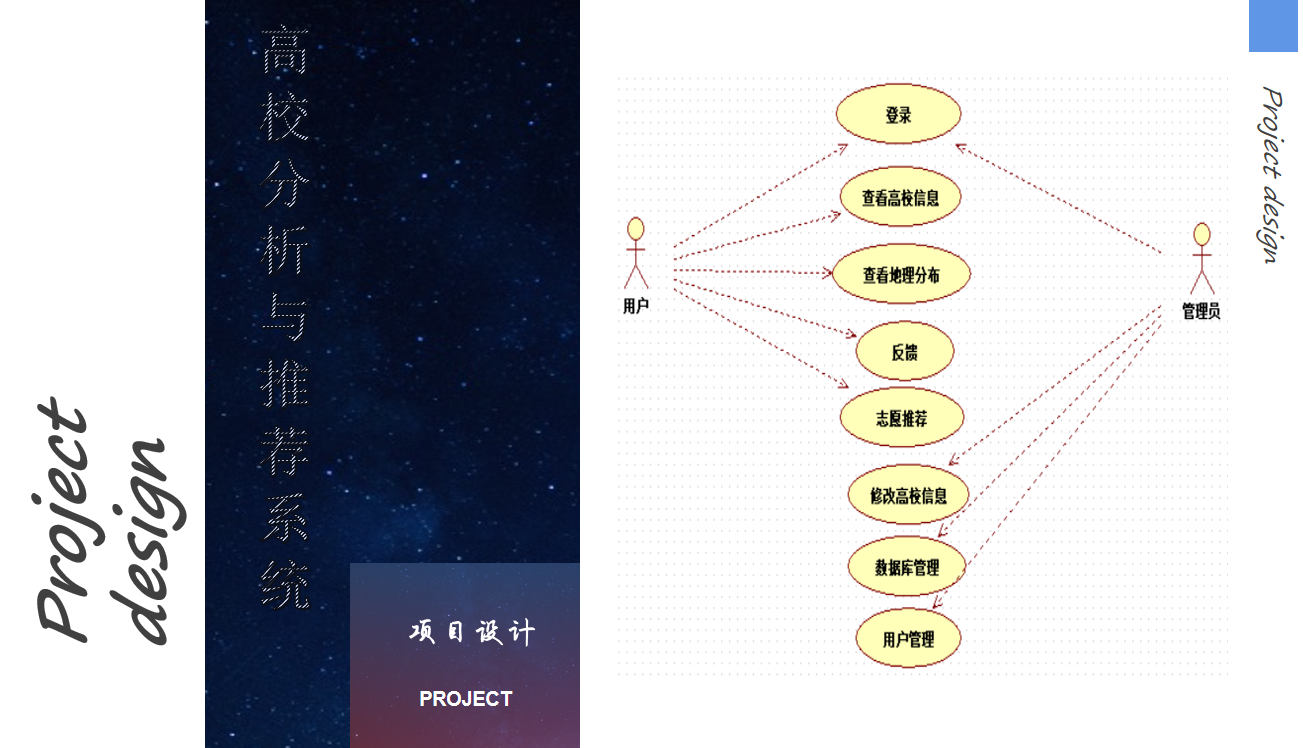 Project
design
高校分析与推荐系统
项目设计
PROJECT
登录
查看高校信息
查看地理分布
反馈
志愿推荐
修改高校信息
数据库管理
用户管理
用户
管理员
Project design